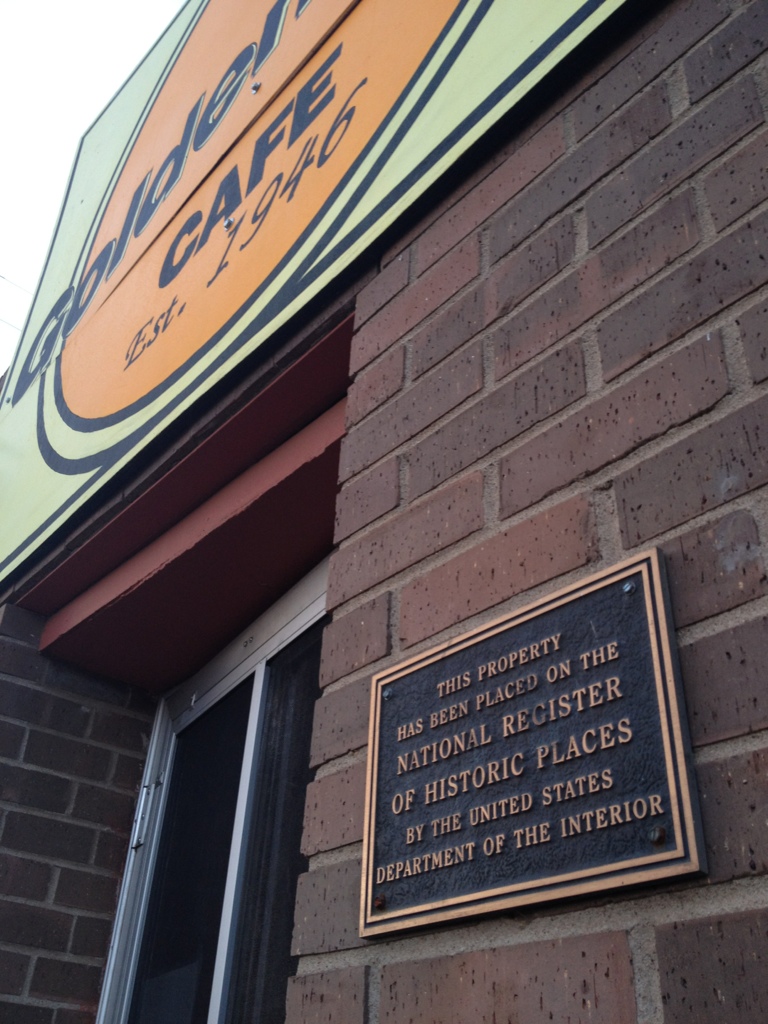 Golden
CAFE
Est. 1946
THIS PROPERTY
HAS BEEN PLACED ON THE
NATIONAL REGISTER
OF HISTORIC PLACES
BY THE UNITED STATES
DEPARTMENT OF THE INTERIOR